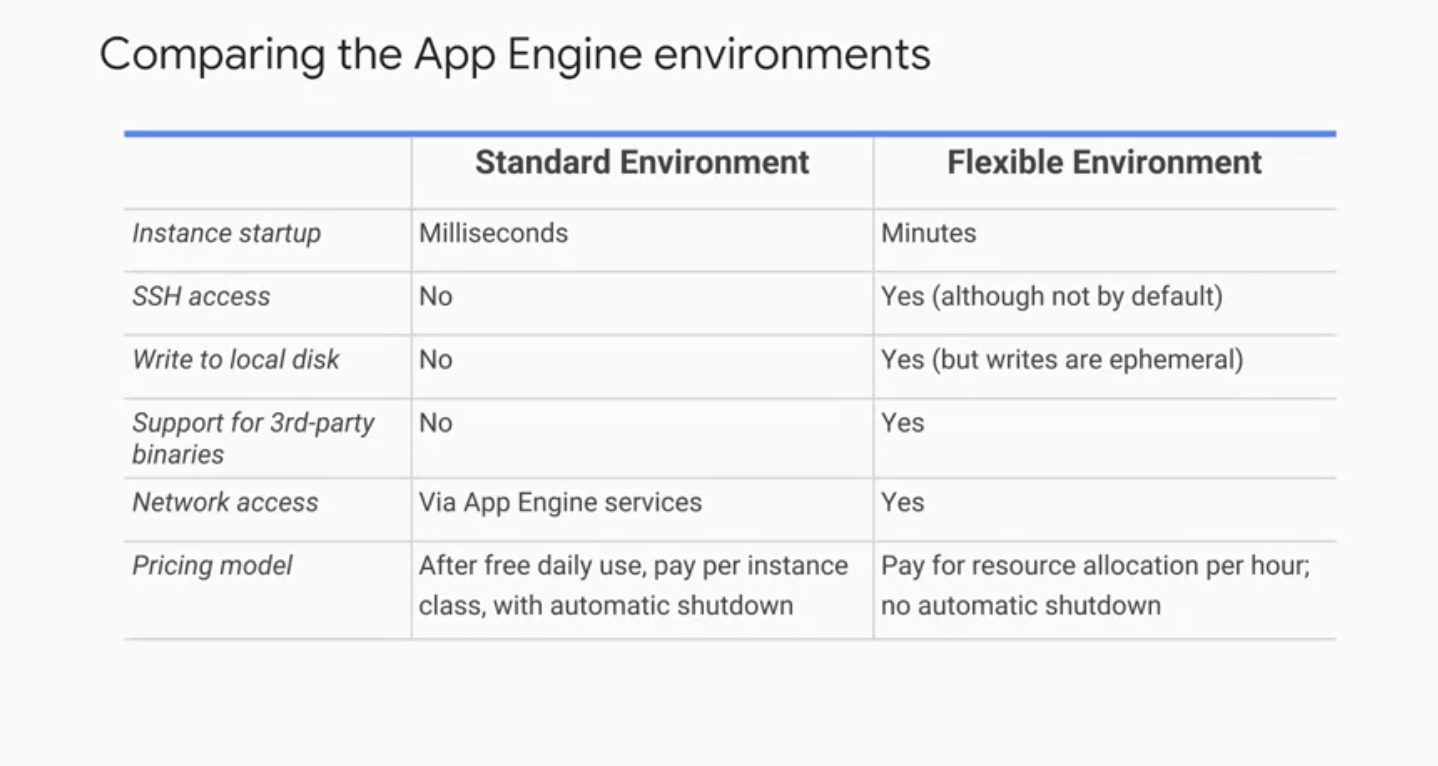 Comparing the App Engine environments
Standard Environment Flexible Environment
Instance startup Milliseconds Minutes
SSH access No Yes (although not by default)
Write to local disk No Yes (but writes are ephemeral)
Support for 3rd-party No Yes
binaries
Network access Via App Engine services Yes
Pricing model After free daily use, pay per instance Pay for resource allocation per hour;
class, with automatic shutdown no automatic shutdown